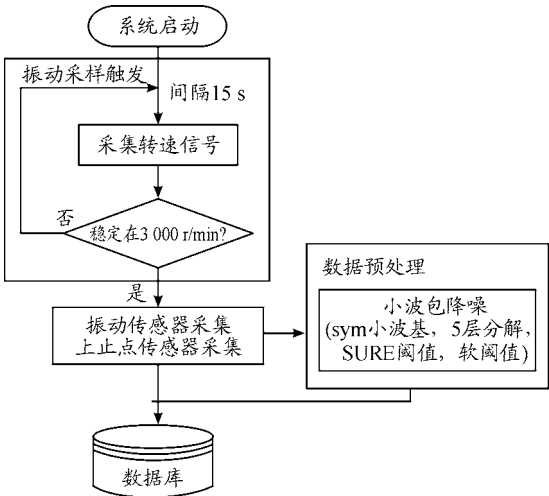 系统启动
振动采样触发
间隔15 s
采集转速信号
否
稳定在3 000 r/min?
是
振动传感器采集
上止点传感器采集
数据预处理
小波包降噪
(sym小波基，5层分解，
SURE阈值，软阈值)
数据库